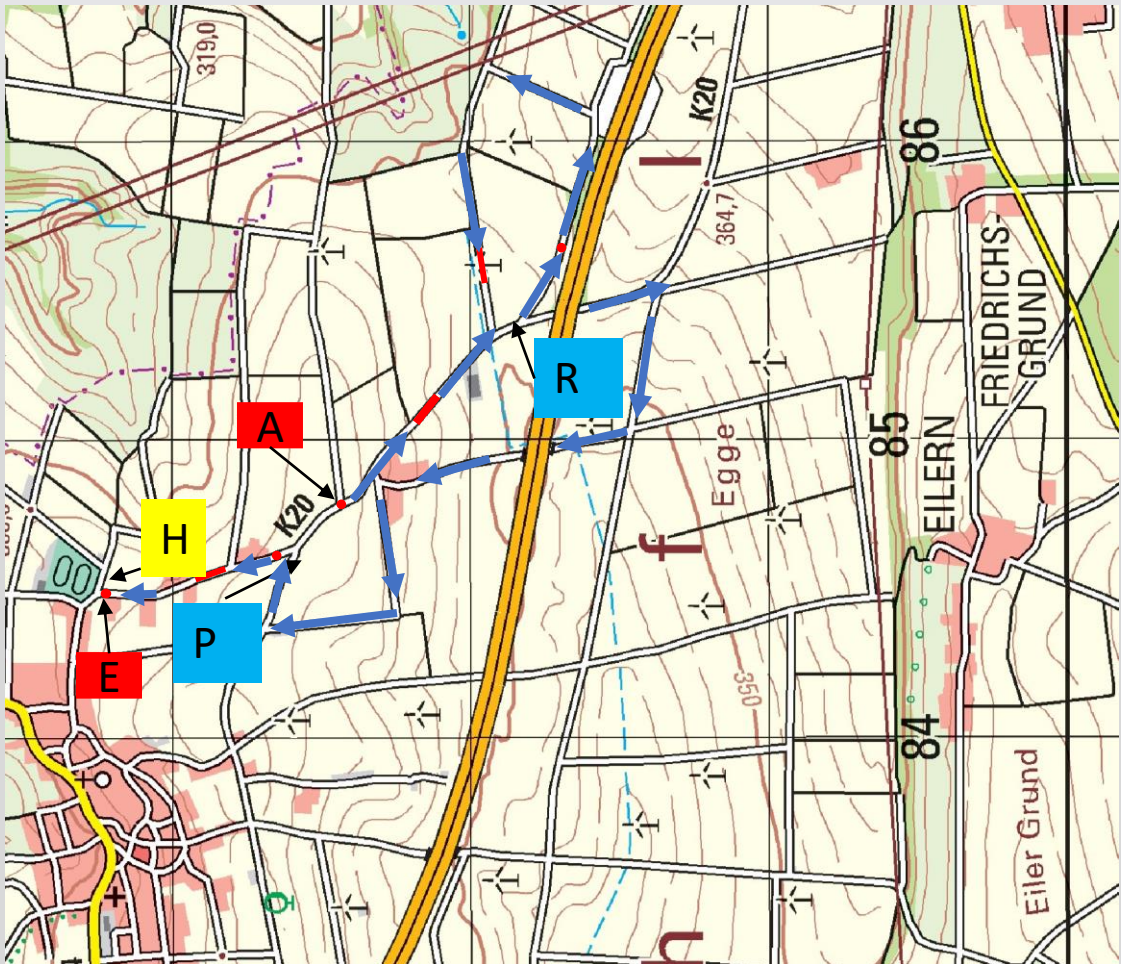 319,0
K20
86
l
364,7
FRIEDRICHS-
GRUND
R
A
85
Egge
EILERN
K20
H
f
P
E
350
84
Eiler Grund
h